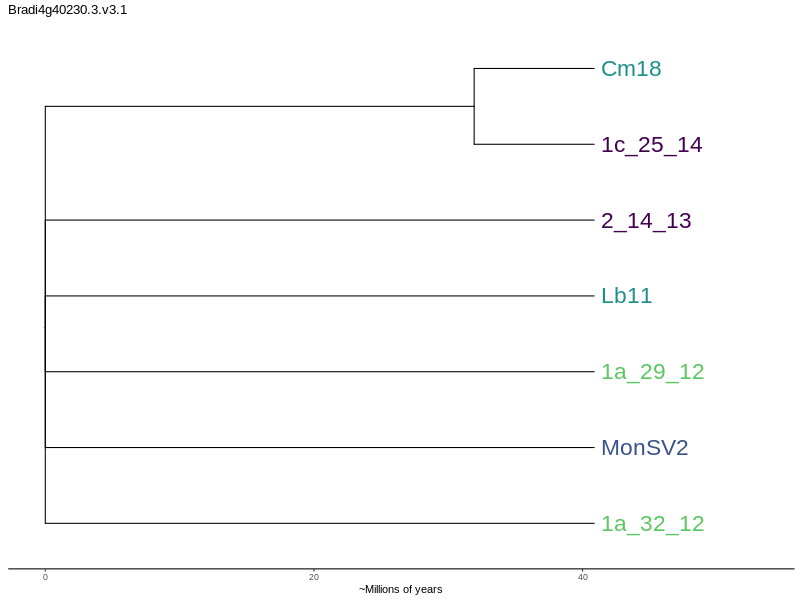 Bradi4g40230.3.v3.1
Cm18
1c_25_14
2_14_13
Lb11
1a_29_12
MonSV2
1a_32_12
0 20 40
~Millions of years